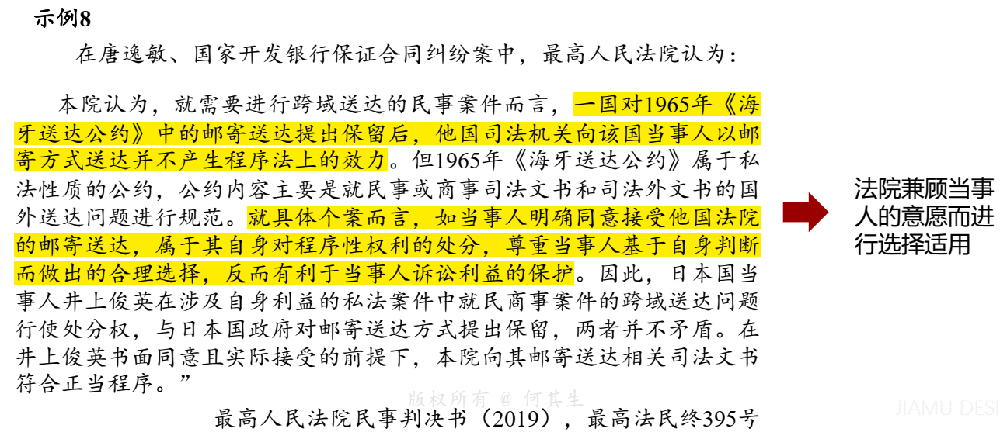 示例8
在唐逸敏、国家开发银行保证合同纠纷案中，最高人民法院认为：
本院认为，就需要进行跨域送达的民事案件而言，一国对1965年《海
牙送达公约》中的邮寄送达提出保留后，他国司法机关向该国当事人以邮
寄方式送达并不产生程序法上的效力。但1965年《海牙送达公约》属于私
法性质的公约，公约内容主要是就民事或商事司法文书和司法外文书的国
外送达问题进行规范。就具体个案而言，如当事人明确同意接受他国法院
的邮寄送达，属于其自身对程序性权利的处分，尊重当事人基于自身判断
而做出的合理选择，反而有利于当事人诉讼利益的保护。因此，日本国当
事人井上俊英在涉及自身利益的私法案件中就民商事案件的跨域送达问题
行使处分权，与日本国政府对邮寄送达方式提出保留，两者并不矛盾。在
井上俊英书面同意且实际接受的前提下，本院向其邮寄送达相关司法文书
符合正当程序。”
最高人民法院民事判决书（2019），最高法民终395号
法院兼顾当事
人的意愿而进
行选择适用
版权所有 @ 何其生
JIAMU DESI